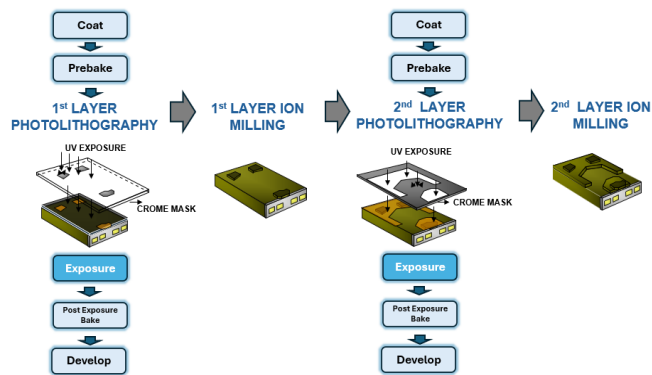 Coat
Prebake
1st LAYER
PHOTOLITHOGRAPHY
UV EXPOSURE
CROME MASK
Exposure
Post Exposure
Bake
Develop
1st LAYER ION
MILLING
Coat
Prebake
2nd LAYER
PHOTOLITHOGRAPHY
UV EXPOSURE
CROME MASK
Exposure
Post Exposure
Bake
Develop
2nd LAYER ION
MILLING